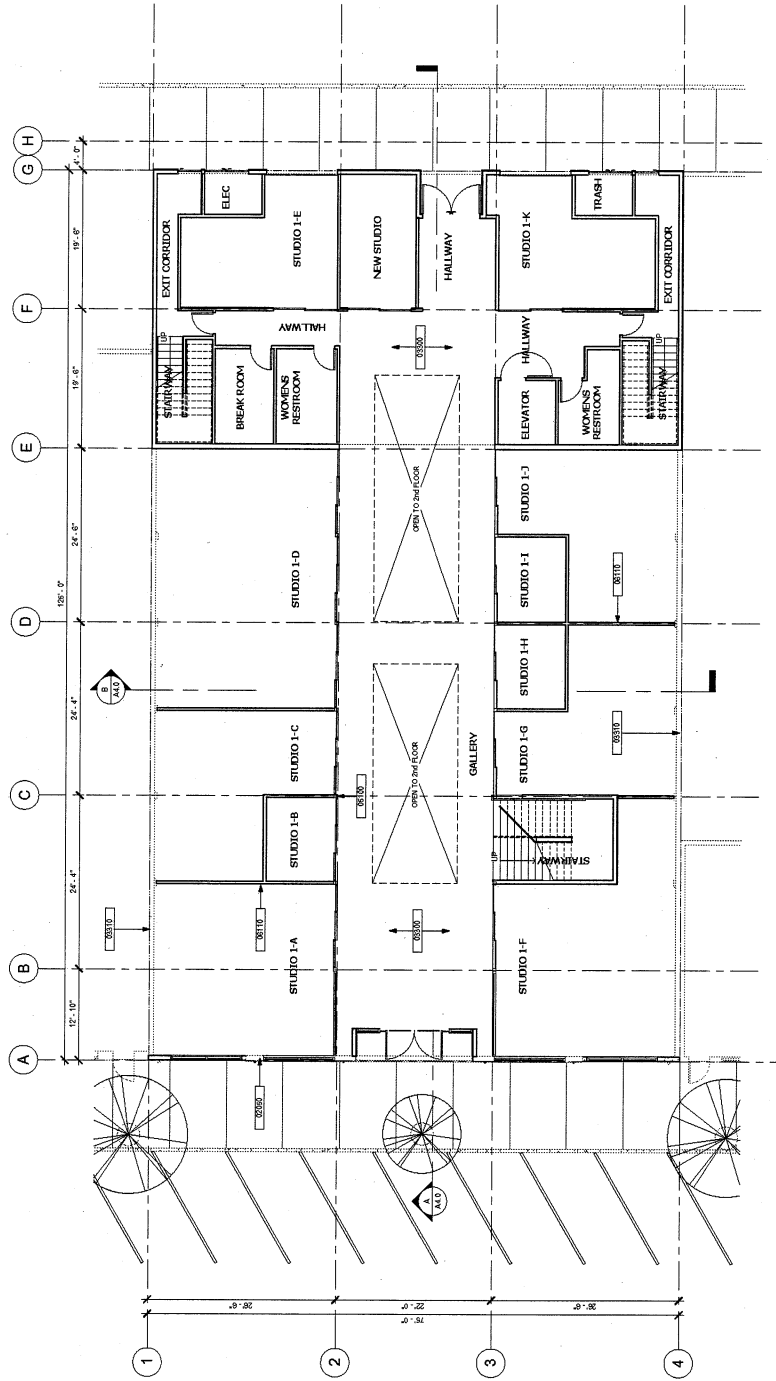 A
B
C
D
E
F
G
H
125'- 0"
12'- 10"
24'- 4"
24'- 4"
24'- 6"
19'- 6"
19'- 6"
4'- 0"
1
2
3
4
75'- 0"
26'- 6"
22'- 0"
26'- 6"
03310
B
A4.0
STAIRWAY
UP
EXIT CORRIDOR
ELEC
02060
06110
STUDIO 1-A
STUDIO 1-B
STUDIO 1-C
STUDIO 1-D
BREAK ROOM
WOMENS
RESTROOM
HALLWAY
STUDIO 1-E
06100
A
A4.0
03300
OPEN TO 2nd FLOOR
OPEN TO 2nd FLOOR
03300
NEW STUDIO
GALLERY
HALLWAY
STUDIO 1-F
UP
STAIRWAY
STUDIO 1-G
STUDIO 1-H
STUDIO 1-I
STUDIO 1-J
ELEVATOR
HALLWAY
STUDIO 1-K
WOMENS
RESTROOM
TRASH
03310
06110
STAIRWAY
UP
EXIT CORRIDOR